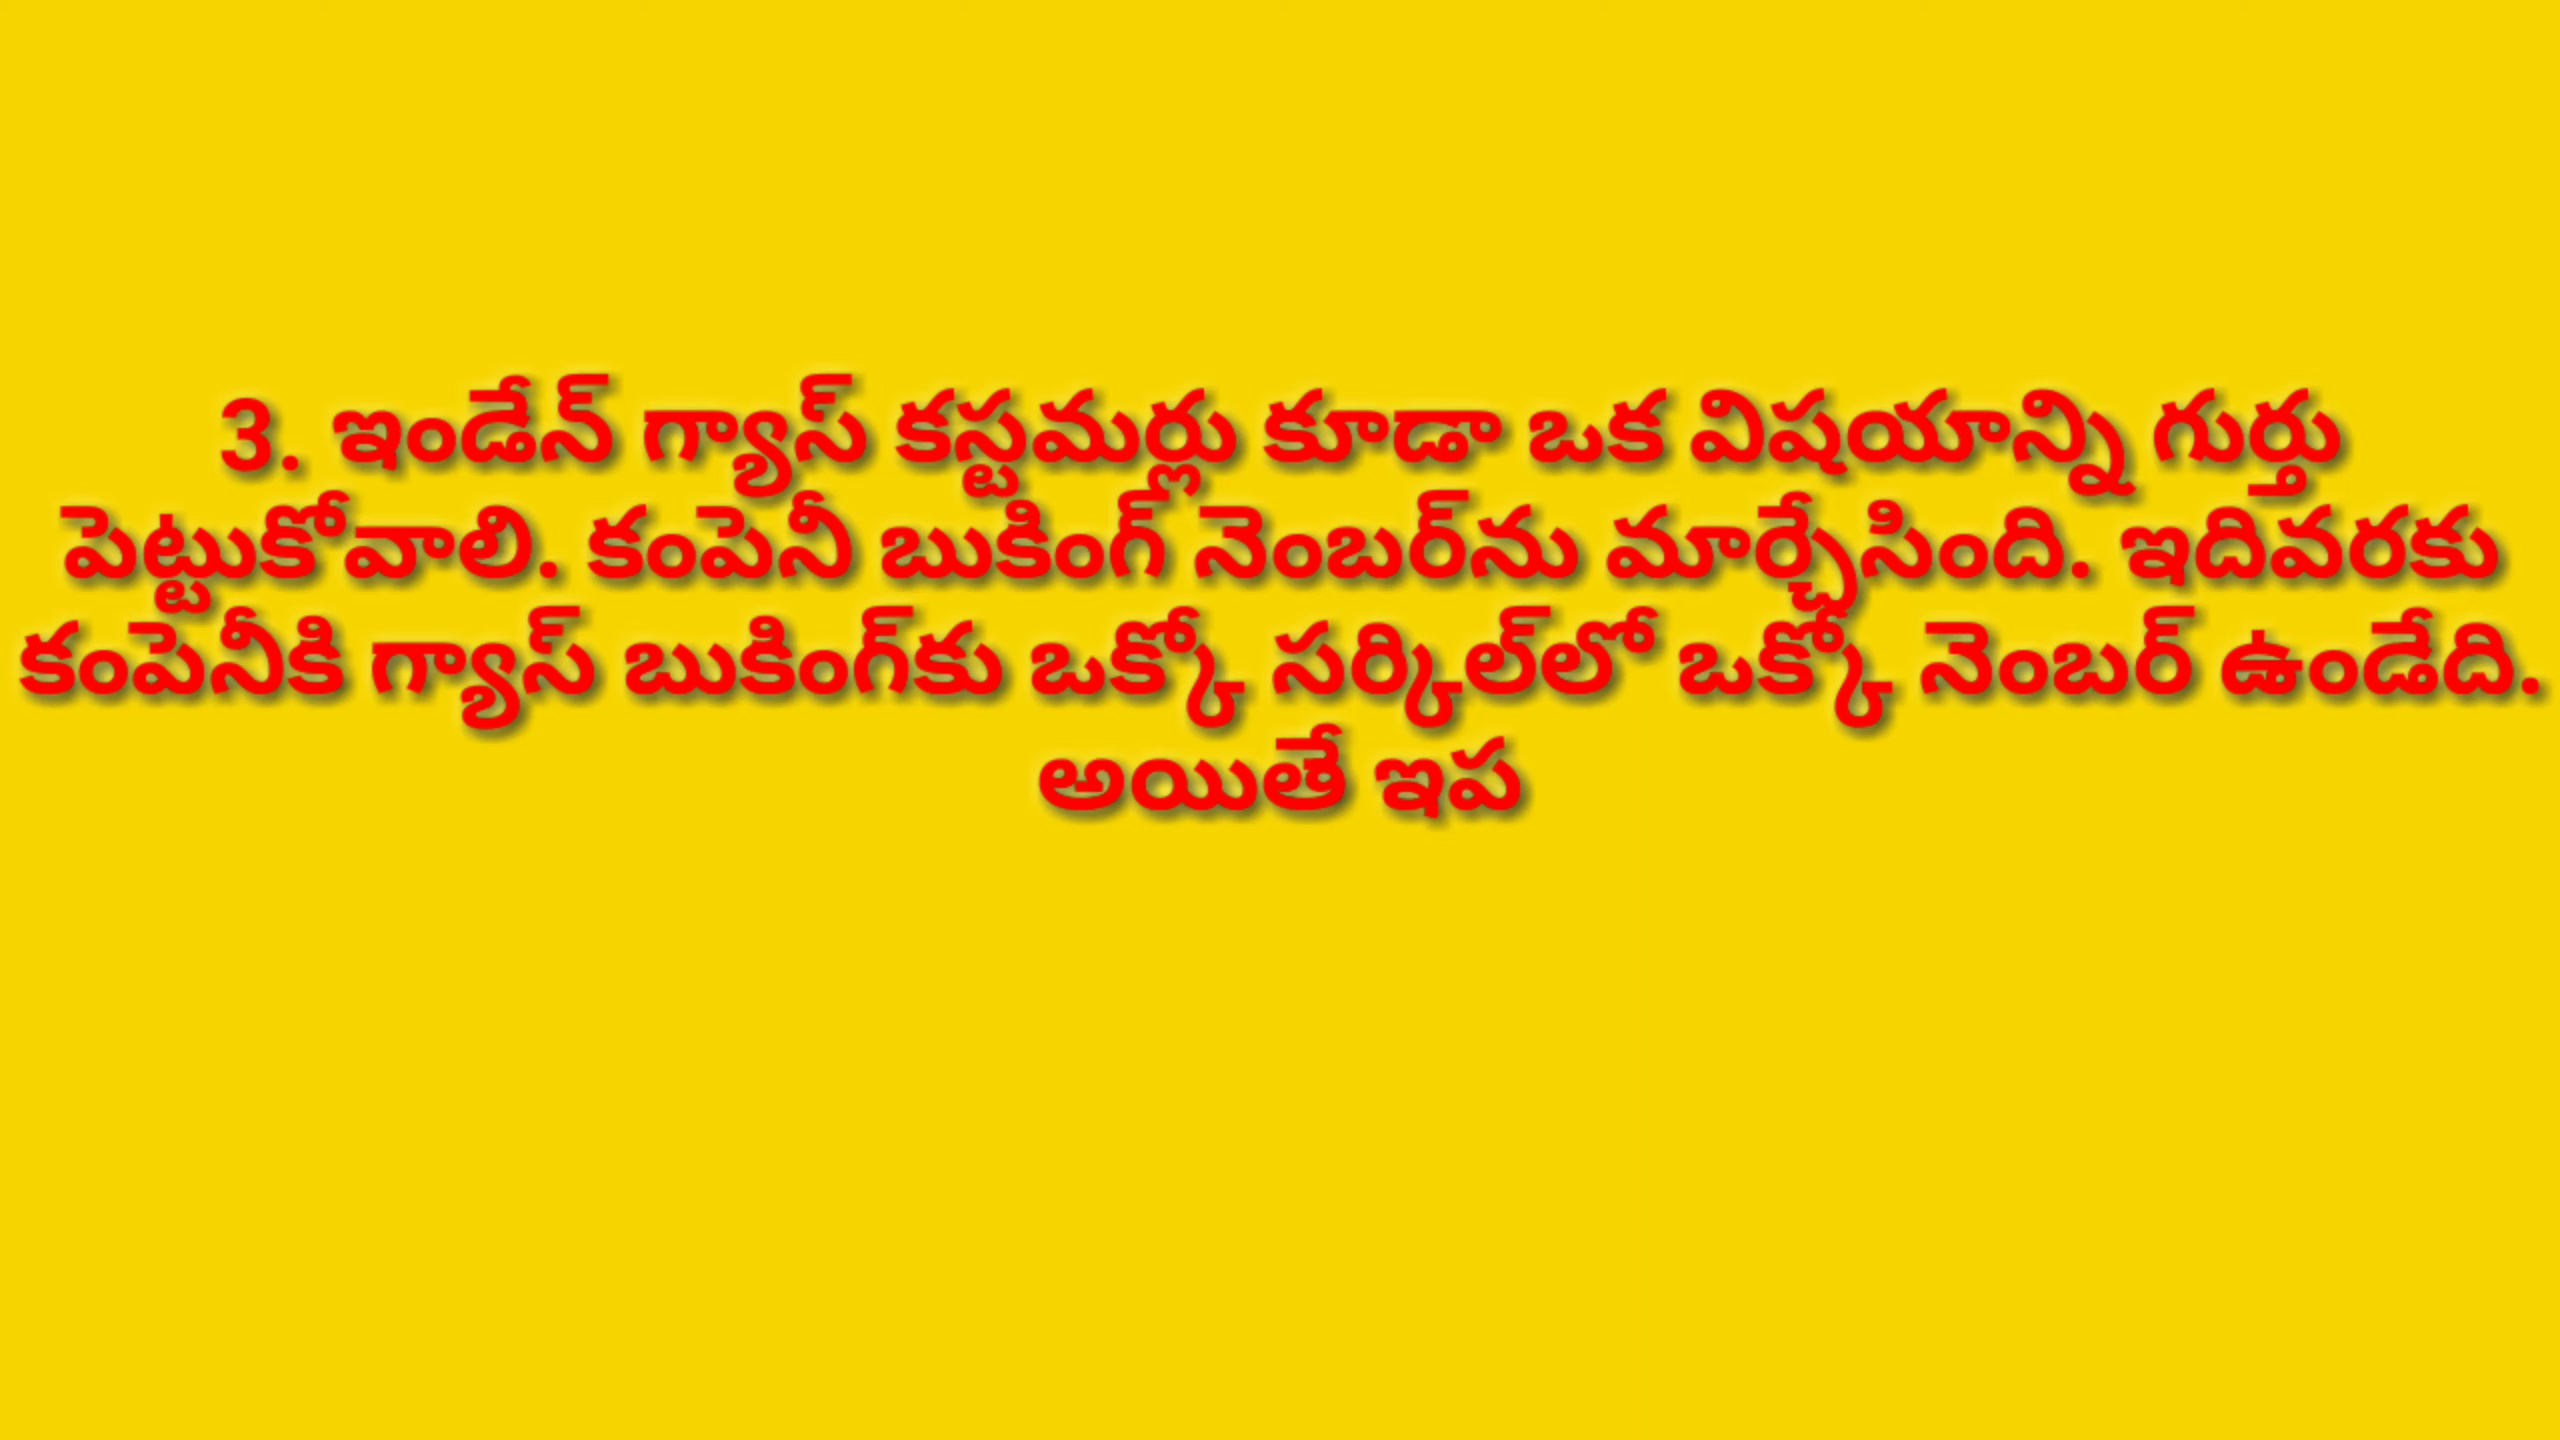 3. ఇండేన్ గ్యాస్ కస్టమర్లు కూడా ఒక విషయాన్ని గుర్తు
పెట్టుకోవాలి. కంపెనీ బుకింగ్ నెంబర్‌ను మార్చేసింది. ఇదివరకు
కంపెనీకి గ్యాస్ బుకింగ్‌కు ఒక్కో సర్కిల్‌లో ఒక్కో నెంబర్ ఉండేది.
అయితే ఇప